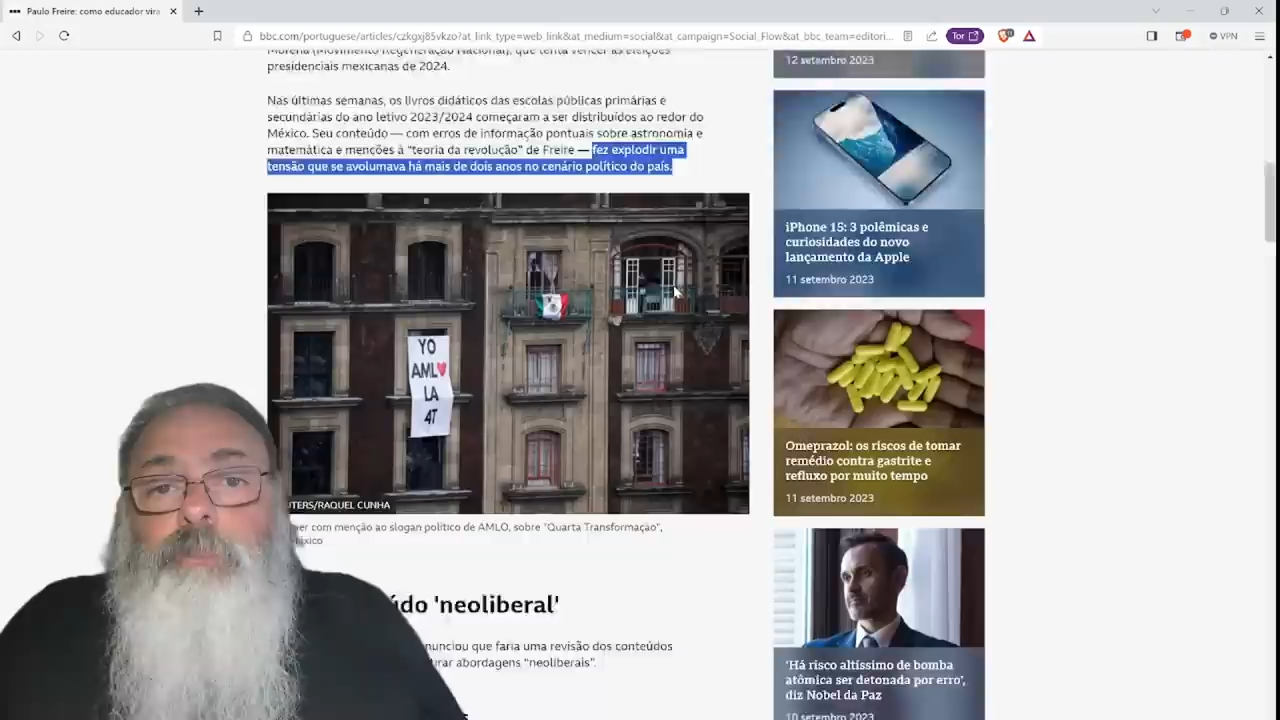 Paulo Freire: como educador vira
bbc.com/portuguese/articles/czkgxj85vkzo?at_link_type=web_link&at_medium=social&at_campaign=Social_Flow&at_bbc_team=editori...
Tor
VPN
Morena (Movimento Regeneração Nacional), que tenta vencer as eleições
presidenciais mexicanas de 2024.
Nas últimas semanas, os livros didáticos das escolas públicas primárias e
secundárias do ano letivo 2023/2024 começaram a ser distribuídos ao redor do
México. Seu conteúdo — com erros de informação pontuais sobre astronomia e
matemática e menções à “teoria da revolução” de Freire — fez explodir uma
tensão que se avolumava há mais de dois anos no cenário político do país.
YO
AML
LA
4T
UTERS/RAQUEL CUNHA
er com menção ao slogan político de AMLO, sobre "Quarta Transformação",
xico
do 'neoliberal'
nunciou que faria uma revisão dos conteúdos
urar abordagens “neoliberais”.
12 setembro 2023
iPhone 15: 3 polêmicas e
curiosidades do novo
lançamento da Apple
11 setembro 2023
Omeprazol: os riscos de tomar
remédio contra gastrite e
refluxo por muito tempo
11 setembro 2023
'Há risco altíssimo de bomba
atômica ser detonada por erro',
diz Nobel da Paz
10 setembro 2023